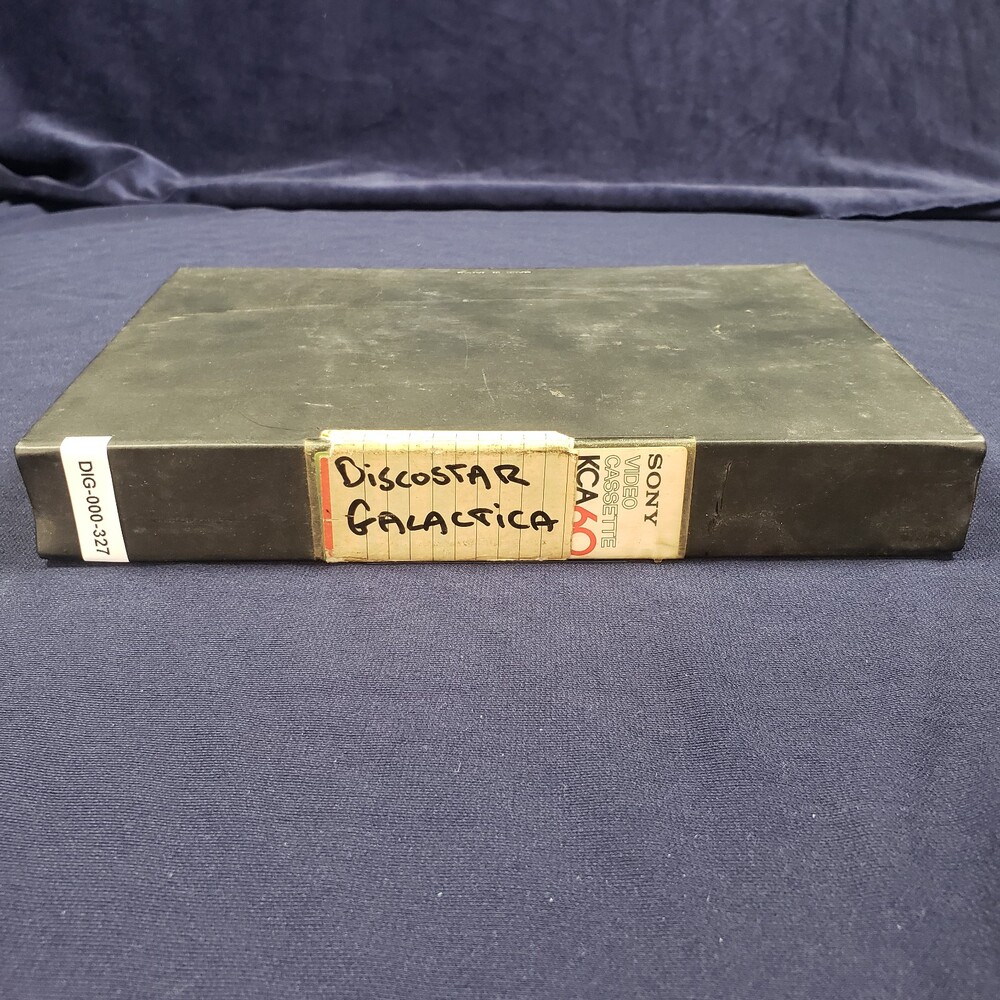 DIG-000-327
DISCOSTAR
GALACTICA
SONY
VIDEO
CASSETTE
KCA60